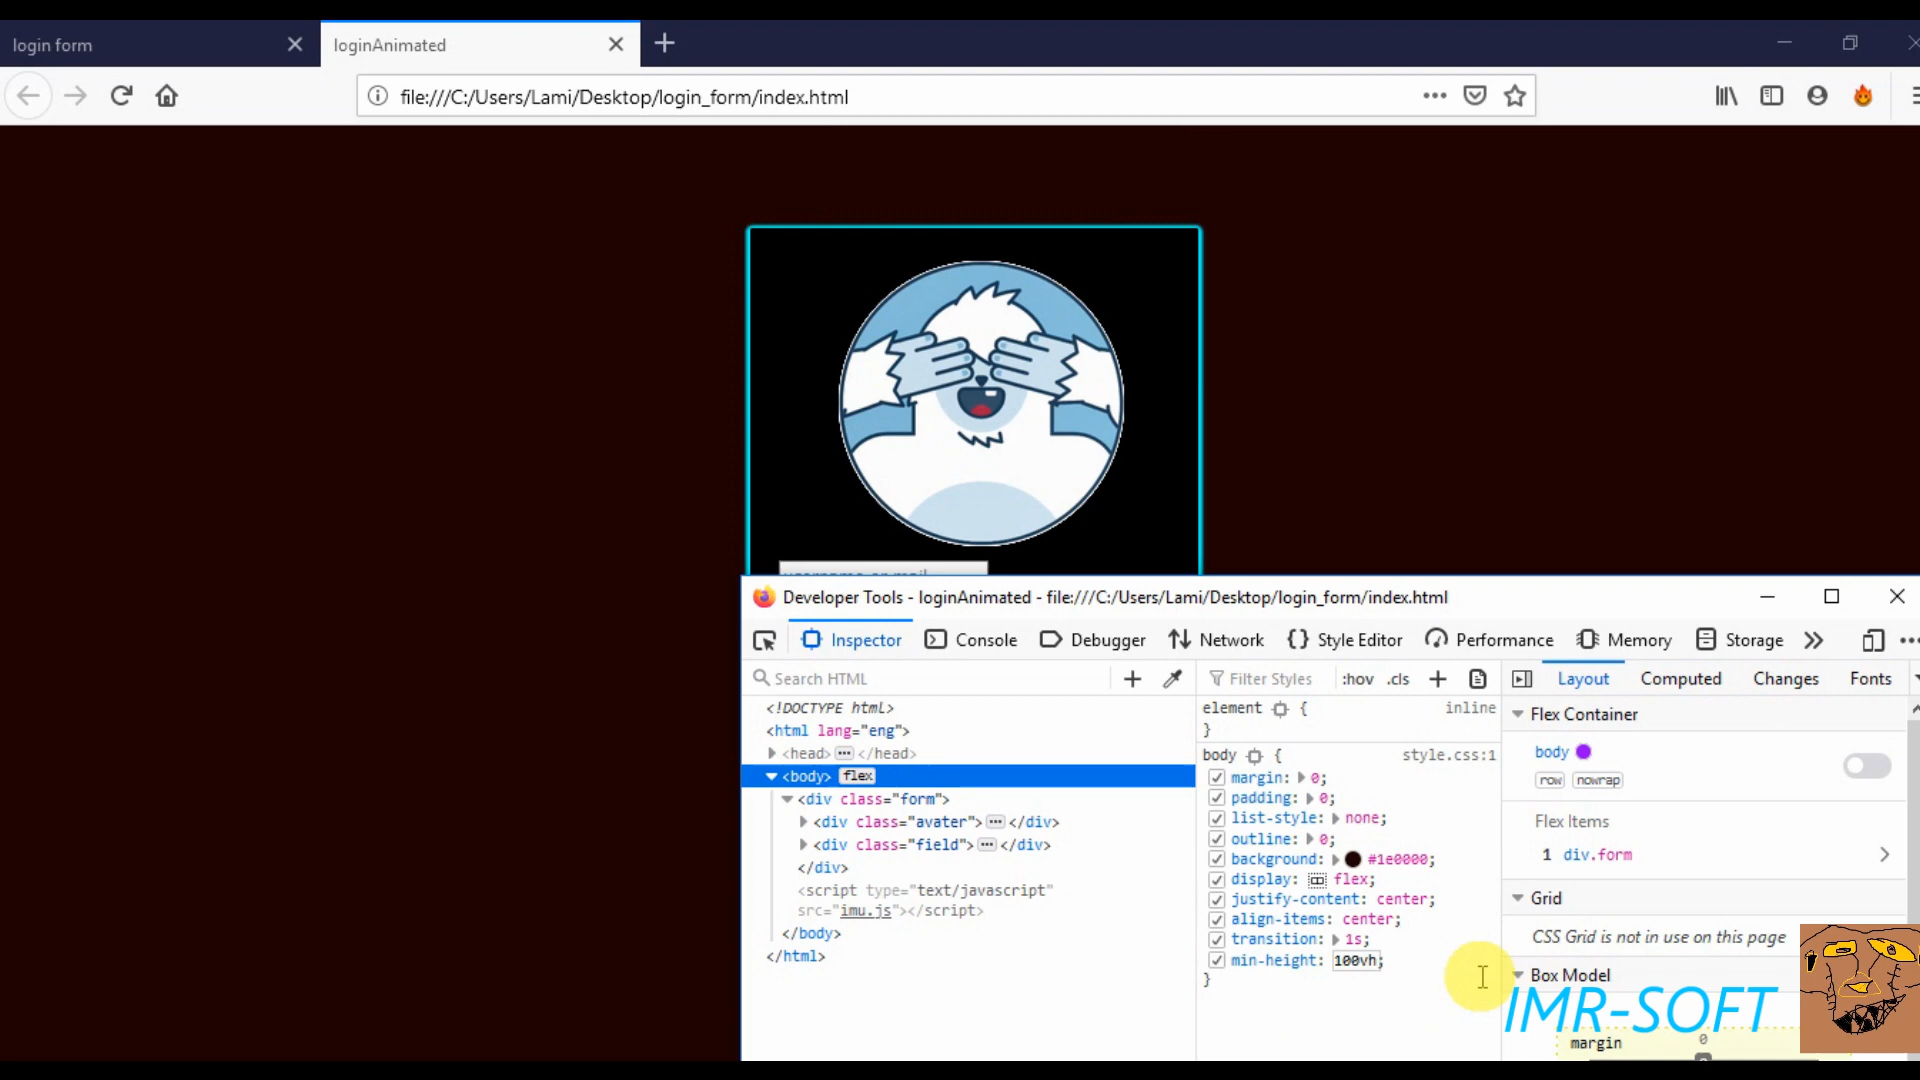 login form
loginAnimated
file:///C:/Users/Lami/Desktop/login_form/index.html
Developer Tools - loginAnimated - file:///C:/Users/Lami/Desktop/login_form/index.html
Inspector Console Debugger Network Style Editor Performance Memory Storage
Search HTML
Filter Styles :hov .cls
Layout Computed Changes Fonts
<!DOCTYPE html>
<html lang="eng">
<head> </head>
<body> flex
<div class="form">
<div class="avater"> </div>
<div class="field"> </div>
</div>
<script type="text/javascript"
src="imu.js"></script>
</body>
</html>
element { inline
}
body { style.css:1
margin: 0;
padding: 0;
list-style: none;
outline: 0;
background: #1e0000;
display: flex;
justify-content: center;
align-items: center;
transition: 1s;
min-height: 100vh;
}
Flex Container
body
row nowrap
Flex Items
1 div.form
Grid
CSS Grid is not in use on this page
Box Model
IMR-SOFT
margin 0